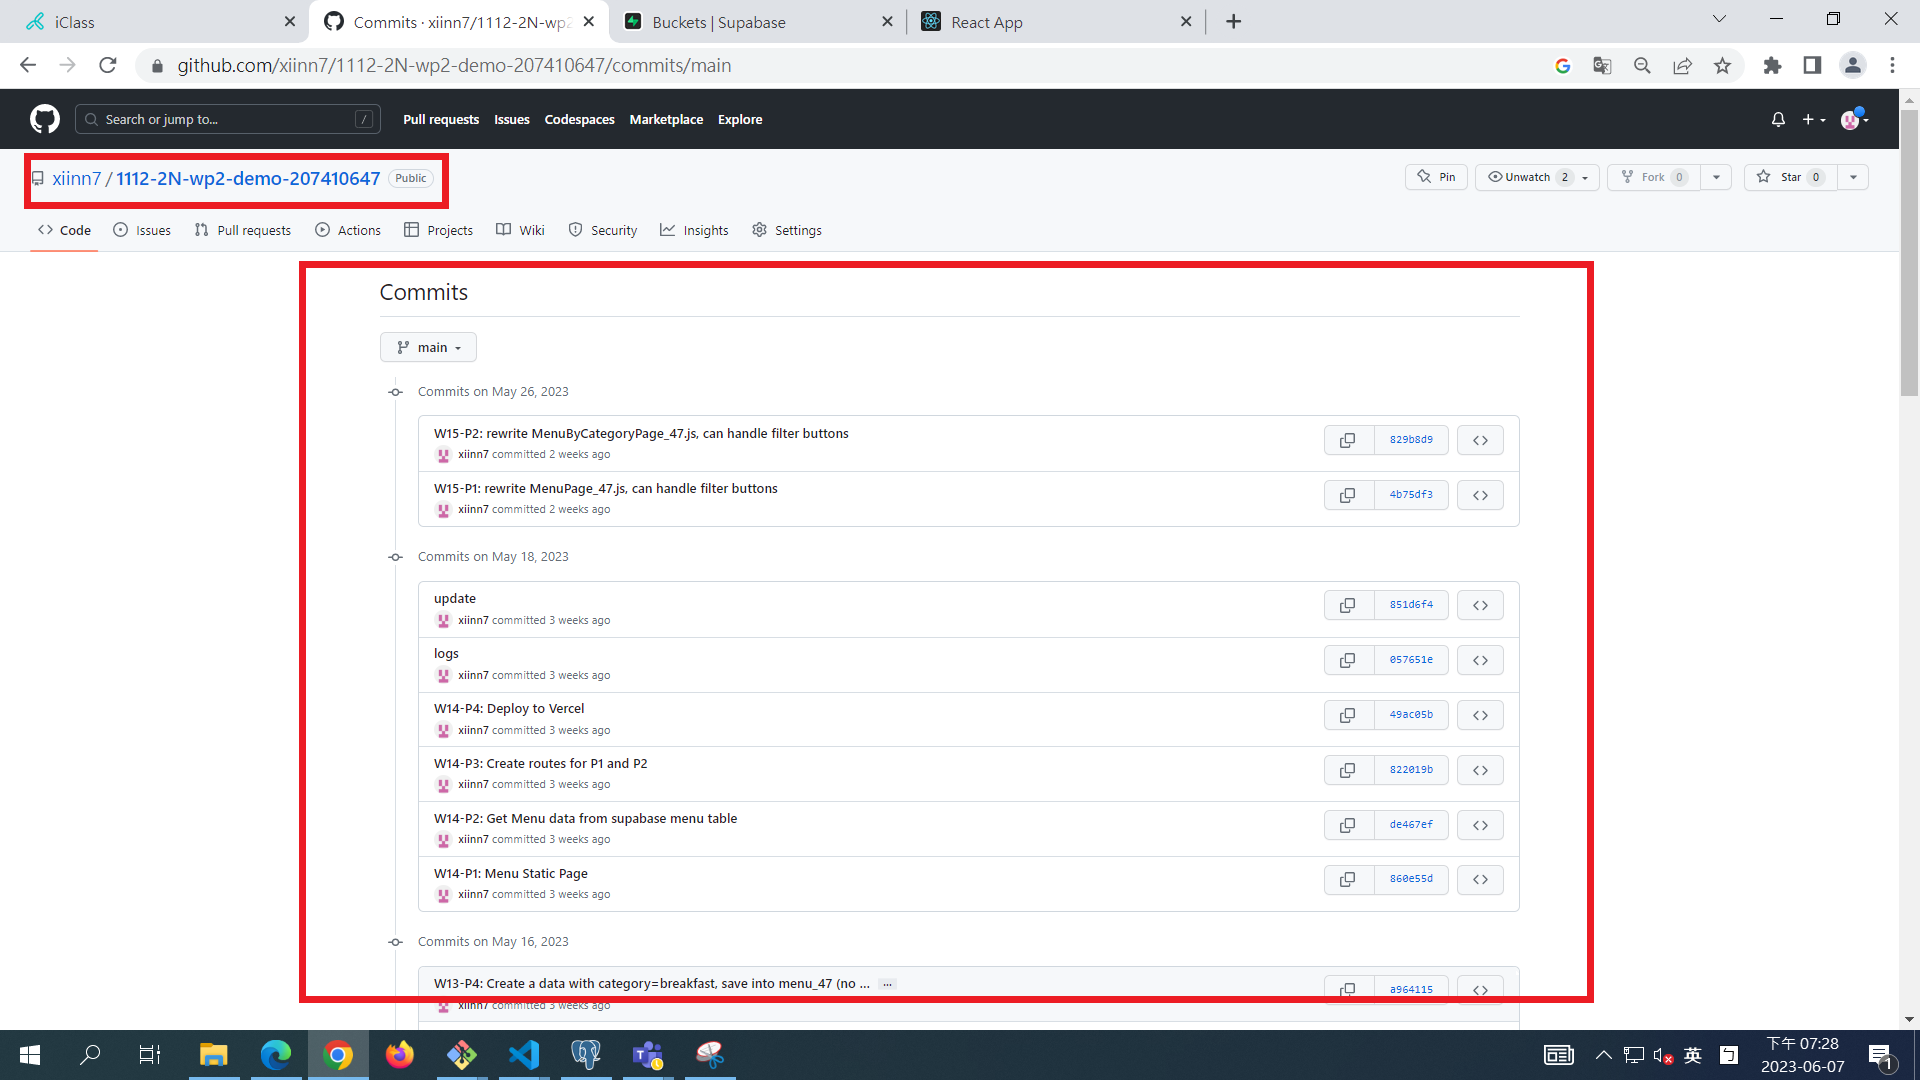 iClass
Commits · xiinn7/1112-2N-wp2
Buckets | Supabase
React App
github.com/xiinn7/1112-2N-wp2-demo-207410647/commits/main
Search or jump to...
/
Pull requests
Issues
Codespaces
Marketplace
Explore
xiinn7 / 1112-2N-wp2-demo-207410647 Public
Pin
Unwatch 2
Fork 0
Star 0
Code
Issues
Pull requests
Actions
Projects
Wiki
Security
Insights
Settings
Commits
main
Commits on May 26, 2023
W15-P2: rewrite MenuByCategoryPage_47.js, can handle filter buttons
829b8d9
xiinn7 committed 2 weeks ago
W15-P1: rewrite MenuPage_47.js, can handle filter buttons
4b75df3
xiinn7 committed 2 weeks ago
Commits on May 18, 2023
update
851d6f4
xiinn7 committed 3 weeks ago
logs
057651e
xiinn7 committed 3 weeks ago
W14-P4: Deploy to Vercel
49ac05b
xiinn7 committed 3 weeks ago
W14-P3: Create routes for P1 and P2
822019b
xiinn7 committed 3 weeks ago
W14-P2: Get Menu data from supabase menu table
de467ef
xiinn7 committed 3 weeks ago
W14-P1: Menu Static Page
860e55d
xiinn7 committed 3 weeks ago
Commits on May 16, 2023
W13-P4: Create a data with category=breakfast, save into menu_47 (no ... …
a964115
xiinn7 committed 3 weeks ago
英
下午 07:28
2023-06-07
1